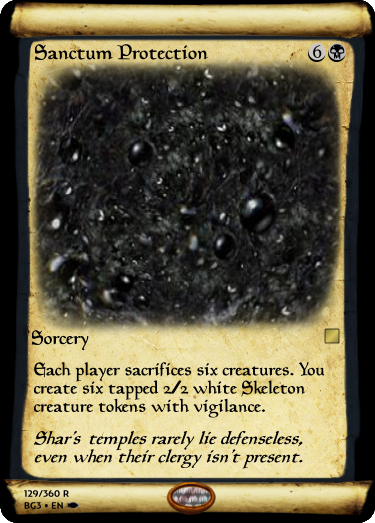 Sanctum Protection 6
Sorcery
Each player sacrifices six creatures. You
create six tapped 2/2 white Skeleton
creature tokens with vigilance.
Shar's temples rarely lie defenseless,
even when their clergy isn't present.
129/360 R
BG3 • EN